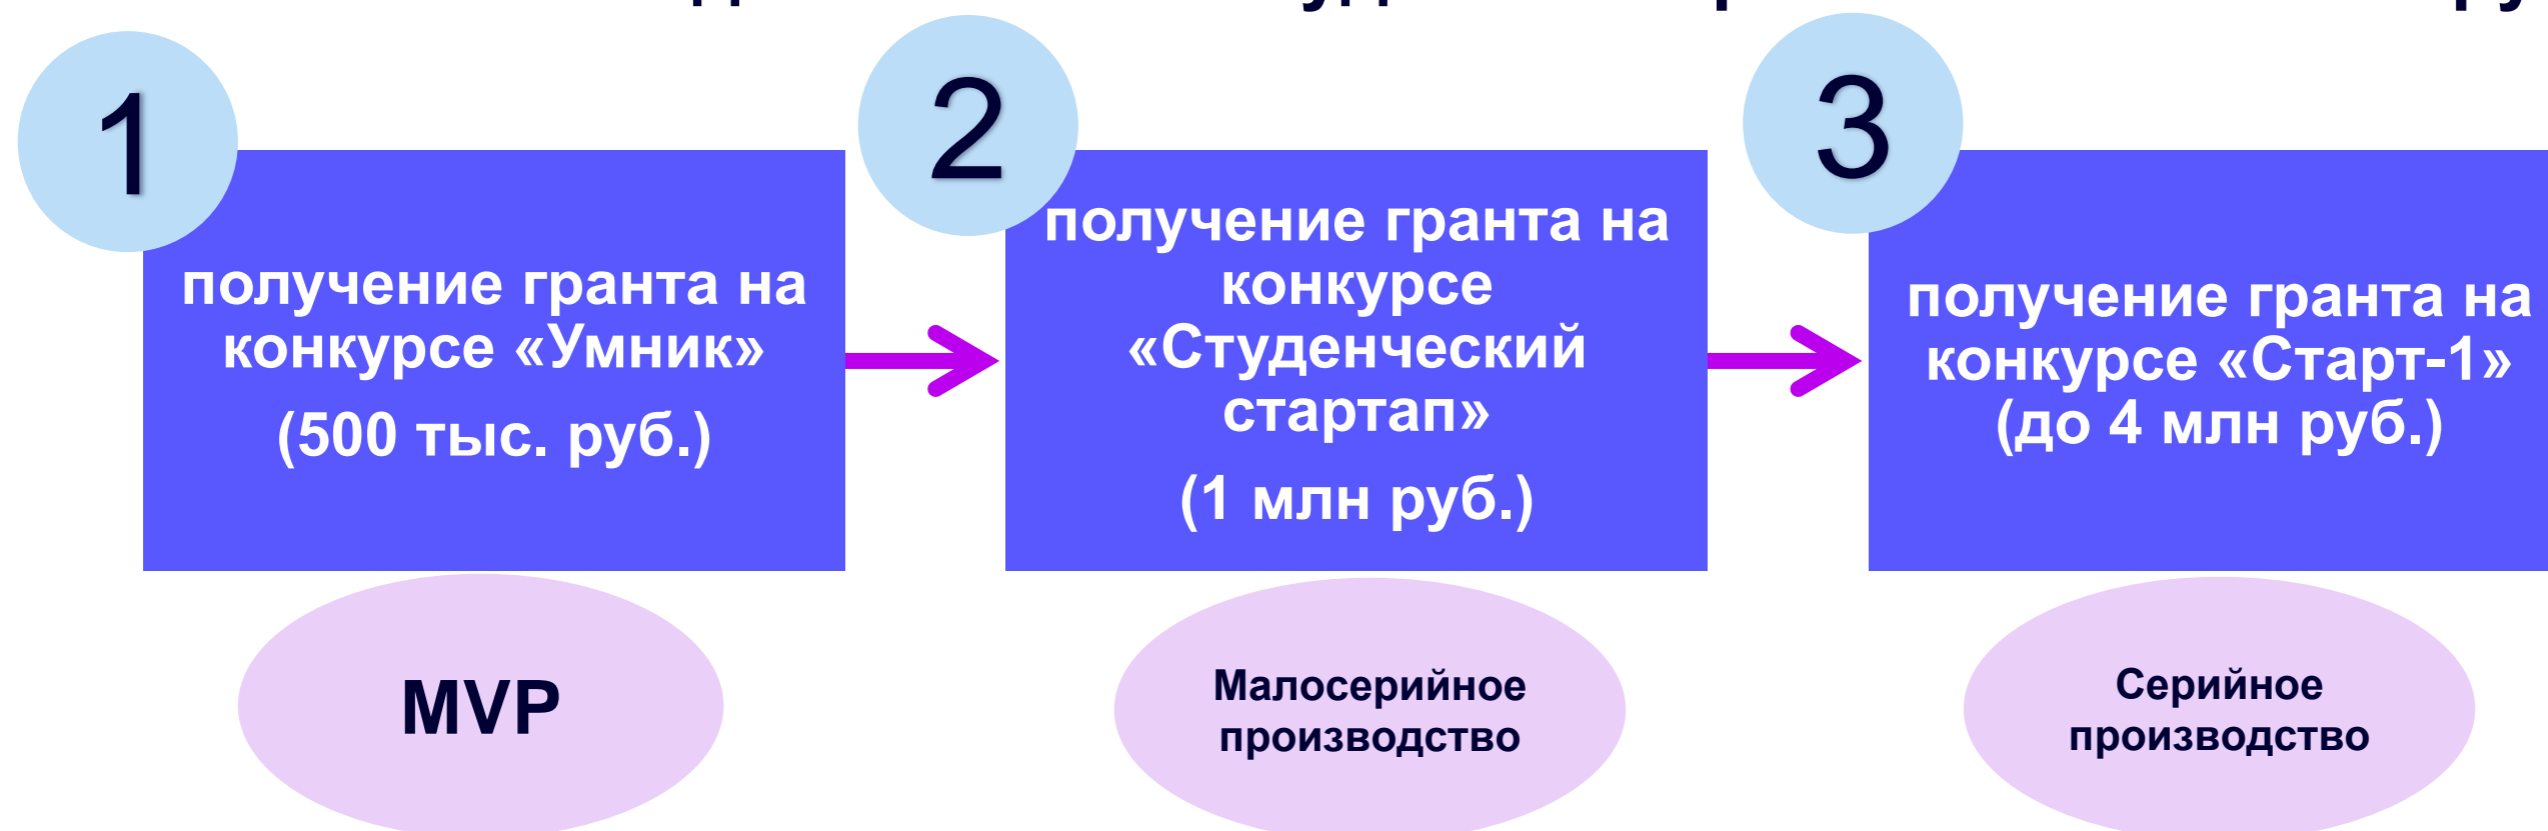 1
получение гранта на
конкурсе «Умник»
(500 тыс. руб.)
MVP
2
получение гранта на
конкурсе
«Студенческий
стартап»
(1 млн руб.)
Малосерийное
производство
3
получение гранта на
конкурсе «Старт-1»
(до 4 млн руб.)
Серийное
производство